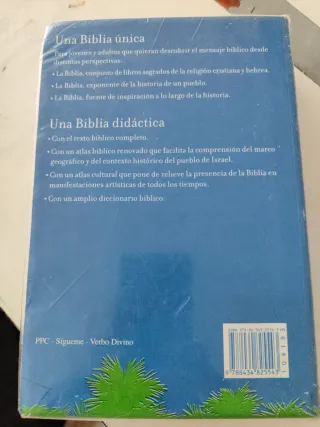 Una Biblia única
Para jóvenes y adultos que quieran descubrir el mensaje bíblico desde
distintas perspectivas.
• La Biblia, conjunto de libros sagrados de la religión cristiana y hebrea.
• La Biblia, exponente de la historia de un pueblo.
• La Biblia, fuente de inspiración a lo largo de la historia.
Una Biblia didáctica
• Con el texto bíblico completo.
• Con un atlas bíblico renovado que facilita la comprensión del marco
geográfico y del contexto histórico del pueblo de Israel.
• Con un atlas cultural que pone de relieve la presencia de la Biblia en
manifestaciones artísticas de todos los tiempos.
• Con un amplio diccionario bíblico.
PPC - Sígueme - Verbo Divino
9 788434 825543